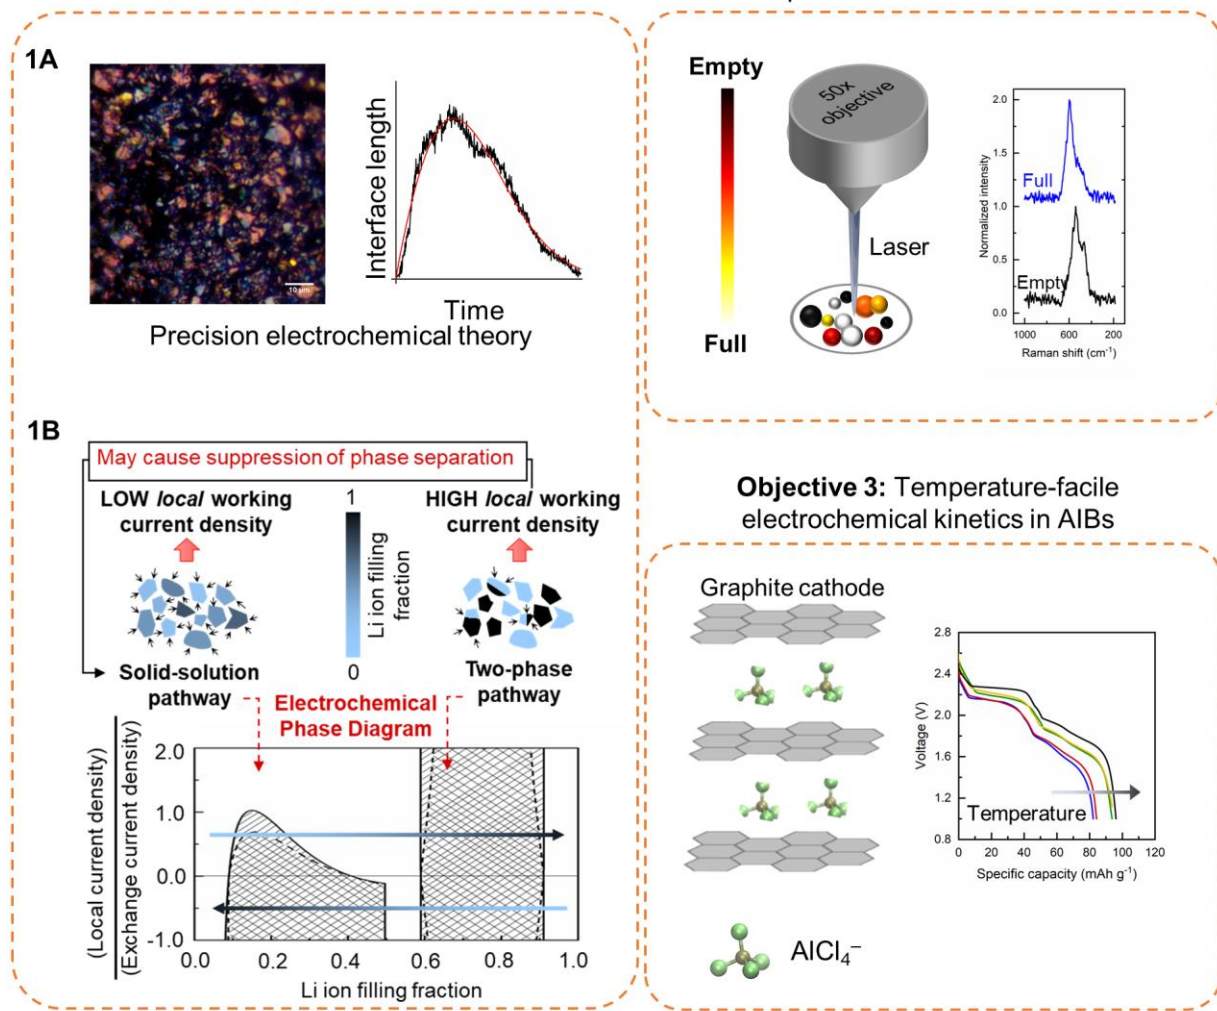 1A
10 µm
Interface length
Time
Precision electrochemical theory
1B
May cause suppression of phase separation
LOW local working
current density
1
Li ion filling
fraction
0
HIGH local working
current density
Solid-solution
pathway
Two-phase
pathway
Electrochemical
Phase Diagram
(Local current density)
(Exchange current density)
2.0
1.0
0.0
-1.0
0.0 0.2 0.4 0.6 0.8 1.0
Li ion filling fraction
Empty
Full
50x
objective
Laser
Normalized intensity
2.0
1.5
1.0
0.5
0.0
Full
Empty
1000 600 200
Raman shift (cm⁻¹)
Objective 3: Temperature-facile
electrochemical kinetics in AIBs
Graphite cathode
AlCl₄⁻
Voltage (V)
2.8
2.4
2.0
1.6
1.2
0.8
Temperature
0 20 40 60 80 100 120
Specific capacity (mAh g⁻¹)